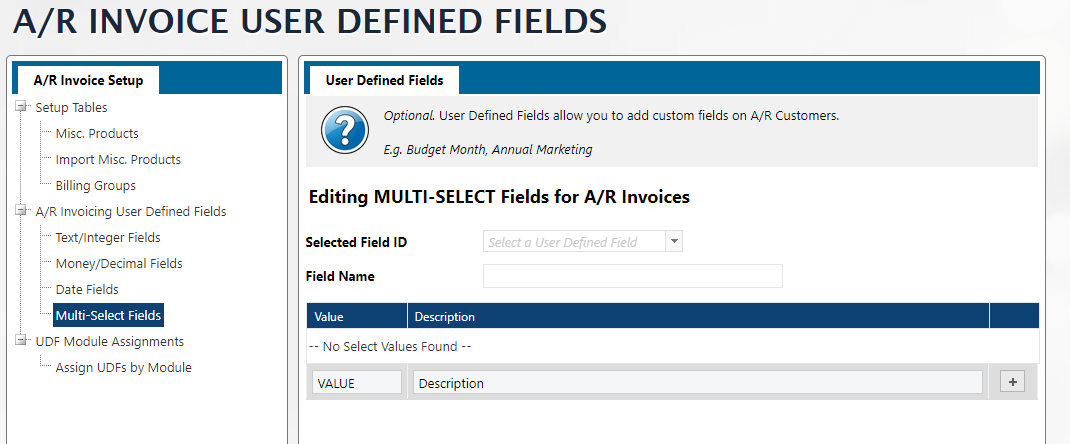 A/R INVOICE USER DEFINED FIELDS
A/R Invoice Setup
Setup Tables
Misc. Products
Import Misc. Products
Billing Groups
A/R Invoicing User Defined Fields
Text/Integer Fields
Money/Decimal Fields
Date Fields
Multi-Select Fields
UDF Module Assignments
Assign UDFs by Module
User Defined Fields
?
Optional. User Defined Fields allow you to add custom fields on A/R Customers.
E.g. Budget Month, Annual Marketing
Editing MULTI-SELECT Fields for A/R Invoices
Selected Field ID Select a User Defined Field
Field Name
Value Description
-- No Select Values Found --
VALUE Description +